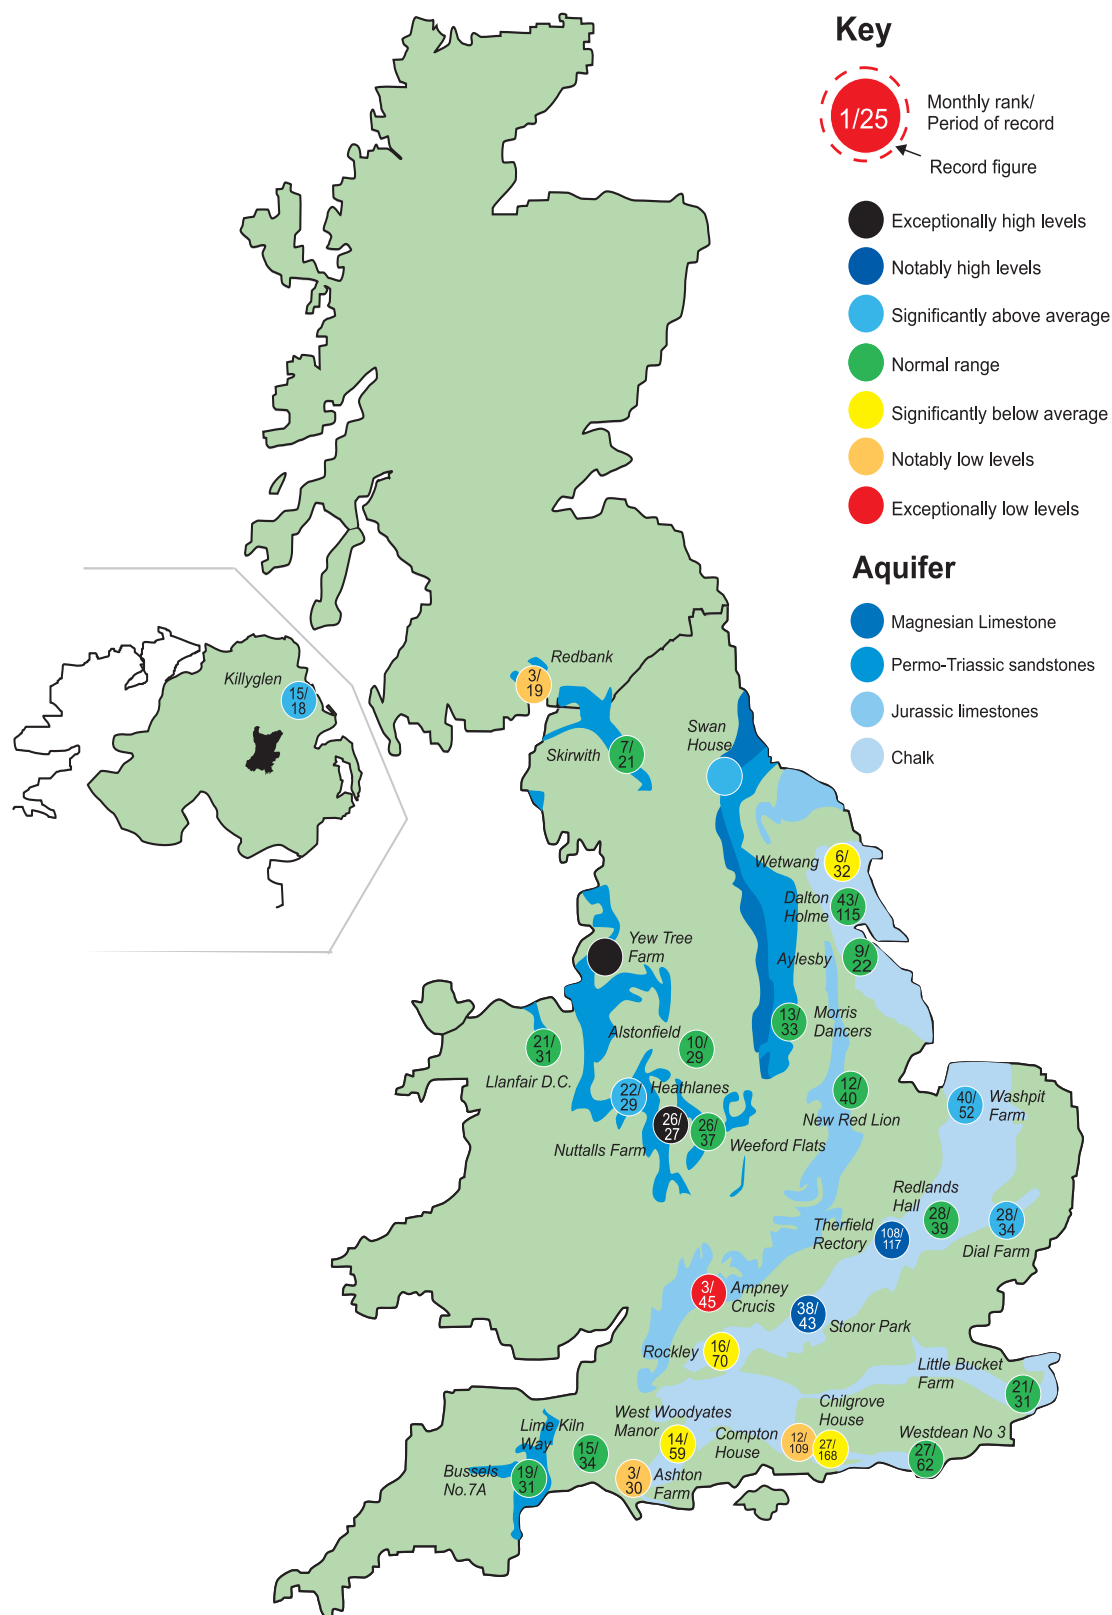 Key
1/25
Monthly rank/
Period of record
Record figure
Exceptionally high levels
Notably high levels
Significantly above average
Normal range
Significantly below average
Notably low levels
Exceptionally low levels
Aquifer
Magnesian Limestone
Permo-Triassic sandstones
Jurassic limestones
Chalk
Redbank
3/
19
Killyglen
15/
18
Skirwith
7/
21
Swan
House
Wetwang
6/
32
Dalton
Holme
43/
115
Yew Tree
Farm
Aylesby
9/
22
Morris
Dancers
13/
33
Alstonfield
10/
29
Llanfair D.C.
21/
31
Heathlanes
22/
29
Nuttalls Farm
26/
27
Weeford Flats
26/
37
New Red Lion
12/
40
Washpit
Farm
40/
52
Redlands
Hall
28/
39
Therfield
Rectory
108/
117
Dial Farm
28/
34
Ampney
Crucis
3/
45
Stonor Park
38/
43
Rockley
16/
70
Little Bucket
Farm
21/
31
Chilgrove
House
27/
168
West Woodyates
Manor
14/
59
Compton
House
12/
109
Westdean No 3
27/
62
Lime Kiln
Way
15/
34
Bussels
No.7A
19/
31
Ashton
Farm
3/
30